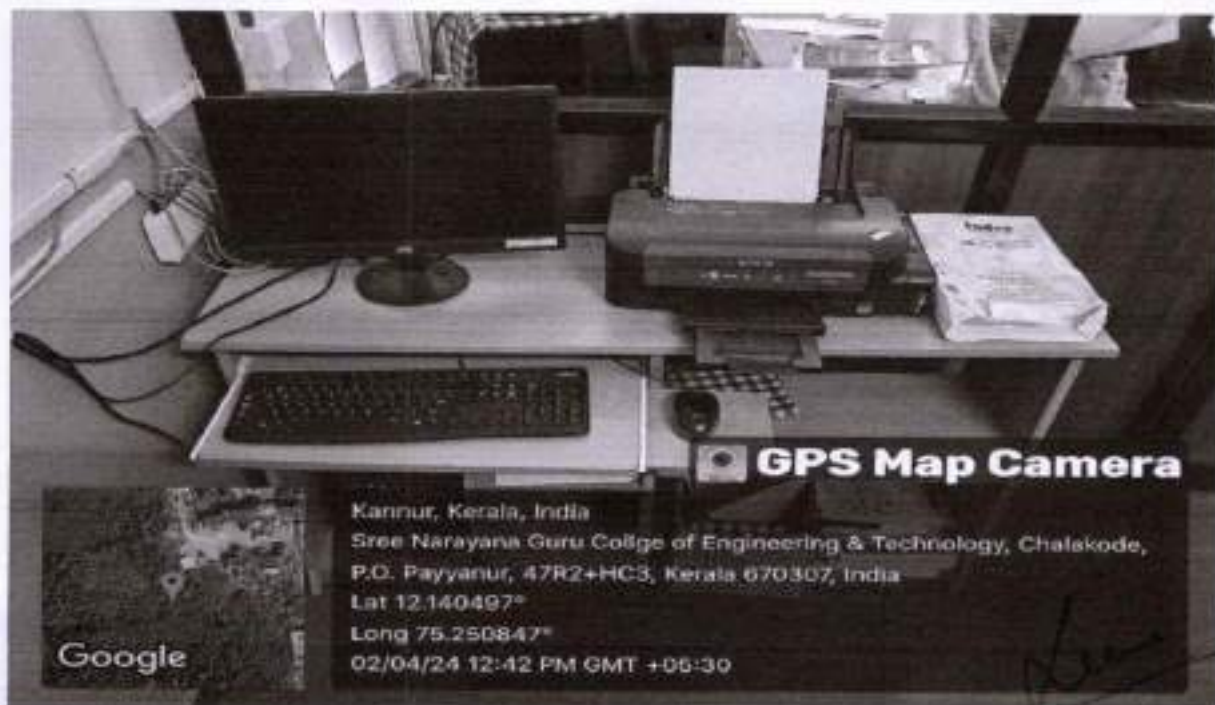 GPS Map Camera
Kannur, Kerala, India
Sree Narayana Guru Collge of Engineering & Technology, Chalakode,
P.O. Payyanur, 47R2+HC3, Kerala 670307, India
Lat 12.140497°
Long 75.250847°
02/04/24 12:42 PM GMT +05:30
Google